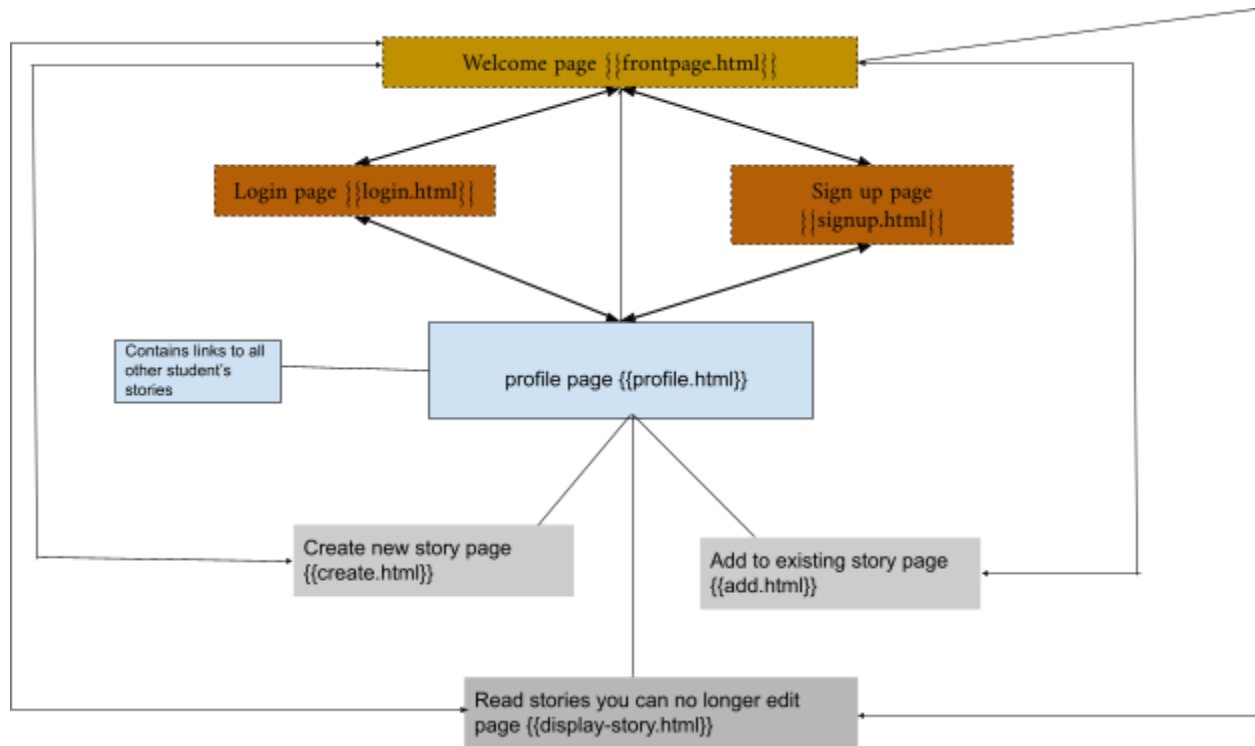 Welcome page {{frontpage.html}}
Login page {{login.html}}
Sign up page
{{signup.html}}
Contains links to all
other student's
stories
profile page {{profile.html}}
Create new story page
{{create.html}}
Add to existing story page
{{add.html}}
Read stories you can no longer edit
page {{display-story.html}}